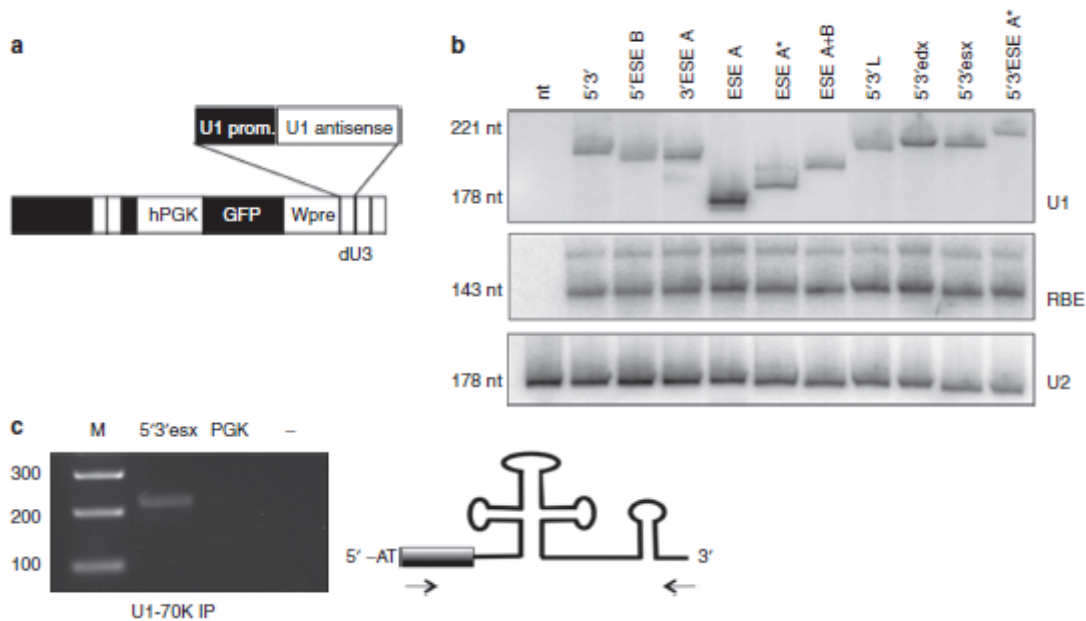 a
U1 prom. U1 antisense
hPGK GFP Wpre
dU3
b
nt 5′3′ 5′ESE B 3′ESE A ESE A ESE A* ESE A+B 5′3′L 5′3′edx 5′3′esx 5′3′ESE A*
221 nt
178 nt U1
143 nt RBE
178 nt U2
c
M 5′3′esx PGK –
300
200
100
U1-70K IP
5′ –AT 3′